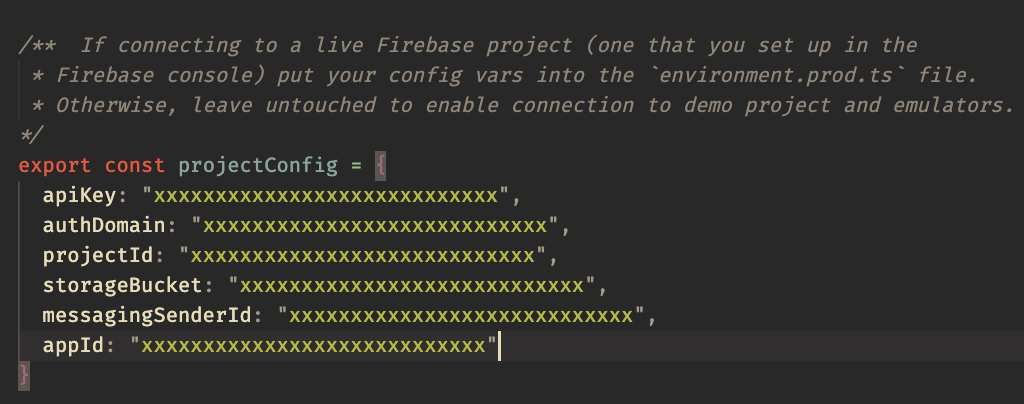 /**  If connecting to a live Firebase project (one that you set up in the
* Firebase console) put your config vars into the `environment.prod.ts` file.
* Otherwise, leave untouched to enable connection to demo project and emulators.
*/
export const projectConfig = {
apiKey: "xxxxxxxxxxxxxxxxxxxxxxxxxxxx",
authDomain: "xxxxxxxxxxxxxxxxxxxxxxxxxxxx",
projectId: "xxxxxxxxxxxxxxxxxxxxxxxxxxxx",
storageBucket: "xxxxxxxxxxxxxxxxxxxxxxxxxxxx",
messagingSenderId: "xxxxxxxxxxxxxxxxxxxxxxxxxxxx",
appId: "xxxxxxxxxxxxxxxxxxxxxxxxxxxx"
}